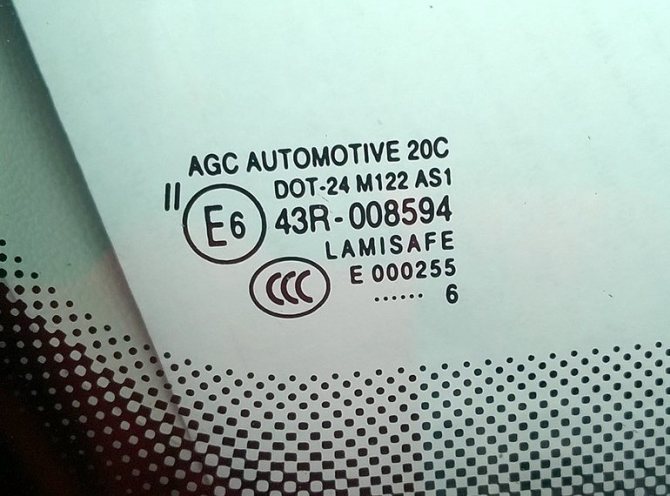 AGC AUTOMOTIVE 20C
DOT-24 M122 AS1
II E6 43R-008594
LAMISAFE
CCC E 000255
...... 6